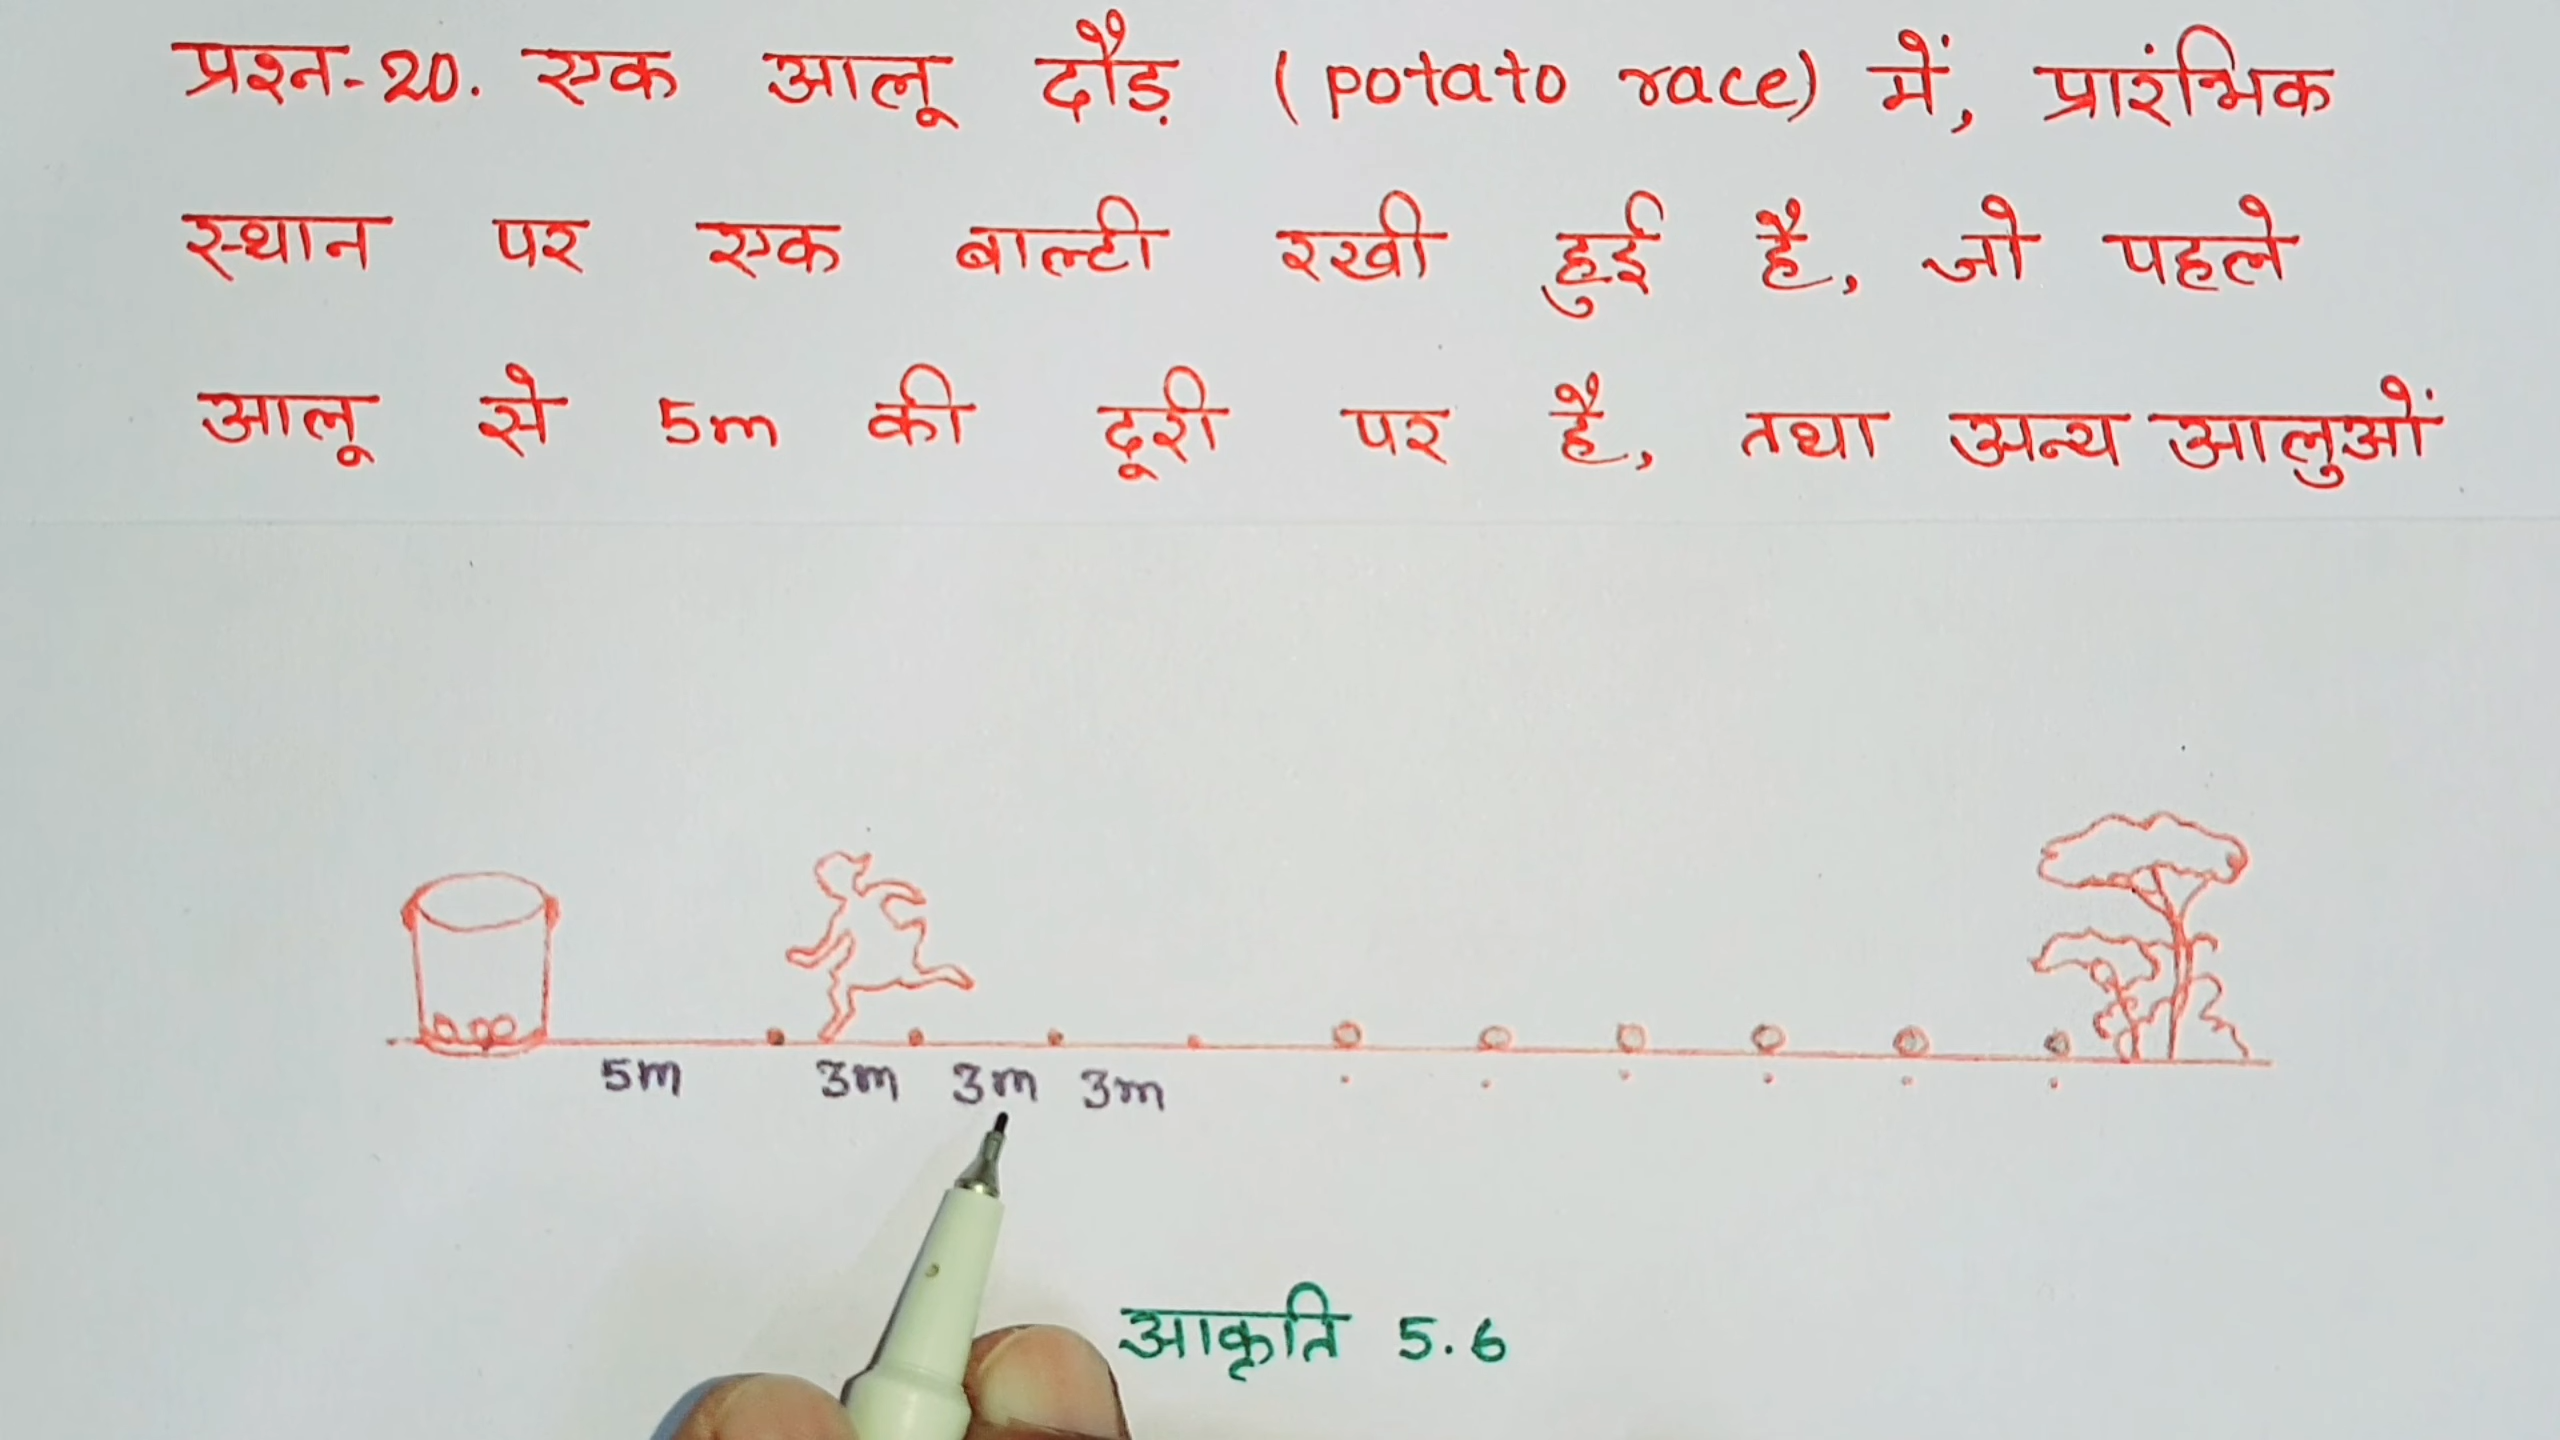 प्रश्न-20. एक आलू दौड़ (potato race) में, प्रारंभिक
स्थान पर एक बाल्टी रखी हुई है, जो पहले
आलू से 5m की दूरी पर है, तथा अन्य आलुओं
5m 3m 3m 3m
आकृति 5.6